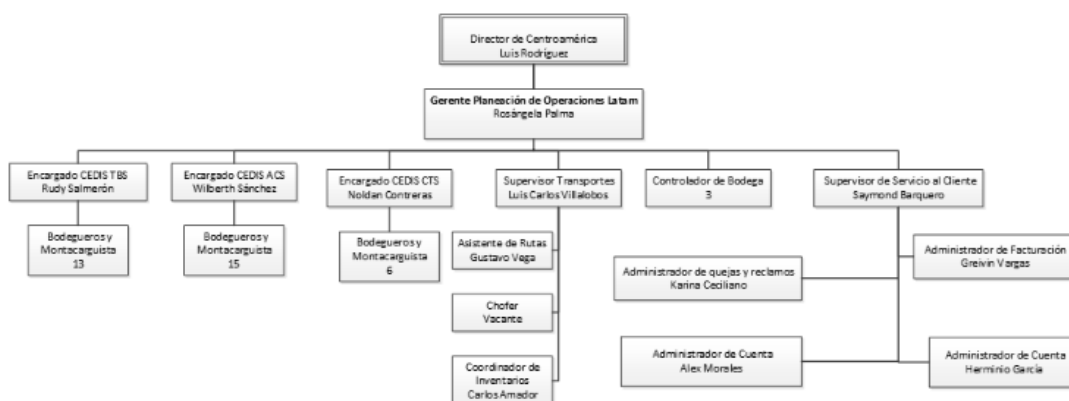 Director de Centroamérica
Luis Rodríguez
Gerente Planeación de Operaciones Latam
Rosángela Palma
Encargado CEDIS TBS
Rudy Salmerón
Encargado CEDIS ACS
Wilberth Sánchez
Encargado CEDIS CTS
Noldan Contreras
Supervisor Transportes
Luis Carlos Villalobos
Controlador de Bodega
3
Supervisor de Servicio al Cliente
Saymond Barquero
Bodegueros y
Montacarguista
13
Bodegueros y
Montacarguista
15
Bodegueros y
Montacarguista
6
Asistente de Rutas
Gustavo Vega
Administrador de Facturación
Greivin Vargas
Administrador de quejas y reclamos
Karina Ceciliano
Chofer
Vacante
Administrador de Cuenta
Alex Morales
Administrador de Cuenta
Herminio García
Coordinador de
Inventarios
Carlos Amador